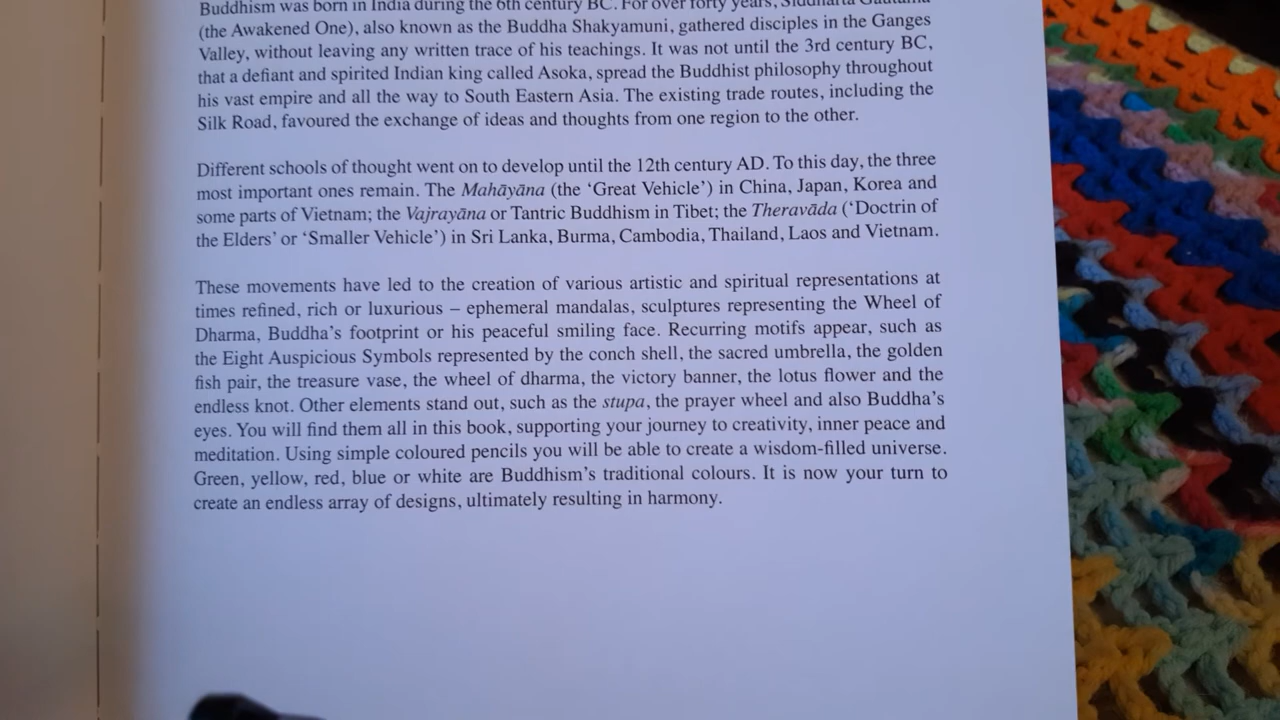 Buddhism was born in India during the 6th century BC. For over forty years, Siddharta Gautama
(the Awakened One), also known as the Buddha Shakyamuni, gathered disciples in the Ganges
Valley, without leaving any written trace of his teachings. It was not until the 3rd century BC,
that a defiant and spirited Indian king called Asoka, spread the Buddhist philosophy throughout
his vast empire and all the way to South Eastern Asia. The existing trade routes, including the
Silk Road, favoured the exchange of ideas and thoughts from one region to the other.
Different schools of thought went on to develop until the 12th century AD. To this day, the three
most important ones remain. The Mahāyāna (the ‘Great Vehicle’) in China, Japan, Korea and
some parts of Vietnam; the Vajrayāna or Tantric Buddhism in Tibet; the Theravāda (‘Doctrin of
the Elders’ or ‘Smaller Vehicle’) in Sri Lanka, Burma, Cambodia, Thailand, Laos and Vietnam.
These movements have led to the creation of various artistic and spiritual representations at
times refined, rich or luxurious – ephemeral mandalas, sculptures representing the Wheel of
Dharma, Buddha’s footprint or his peaceful smiling face. Recurring motifs appear, such as
the Eight Auspicious Symbols represented by the conch shell, the sacred umbrella, the golden
fish pair, the treasure vase, the wheel of dharma, the victory banner, the lotus flower and the
endless knot. Other elements stand out, such as the stupa, the prayer wheel and also Buddha’s
eyes. You will find them all in this book, supporting your journey to creativity, inner peace and
meditation. Using simple coloured pencils you will be able to create a wisdom-filled universe.
Green, yellow, red, blue or white are Buddhism’s traditional colours. It is now your turn to
create an endless array of designs, ultimately resulting in harmony.